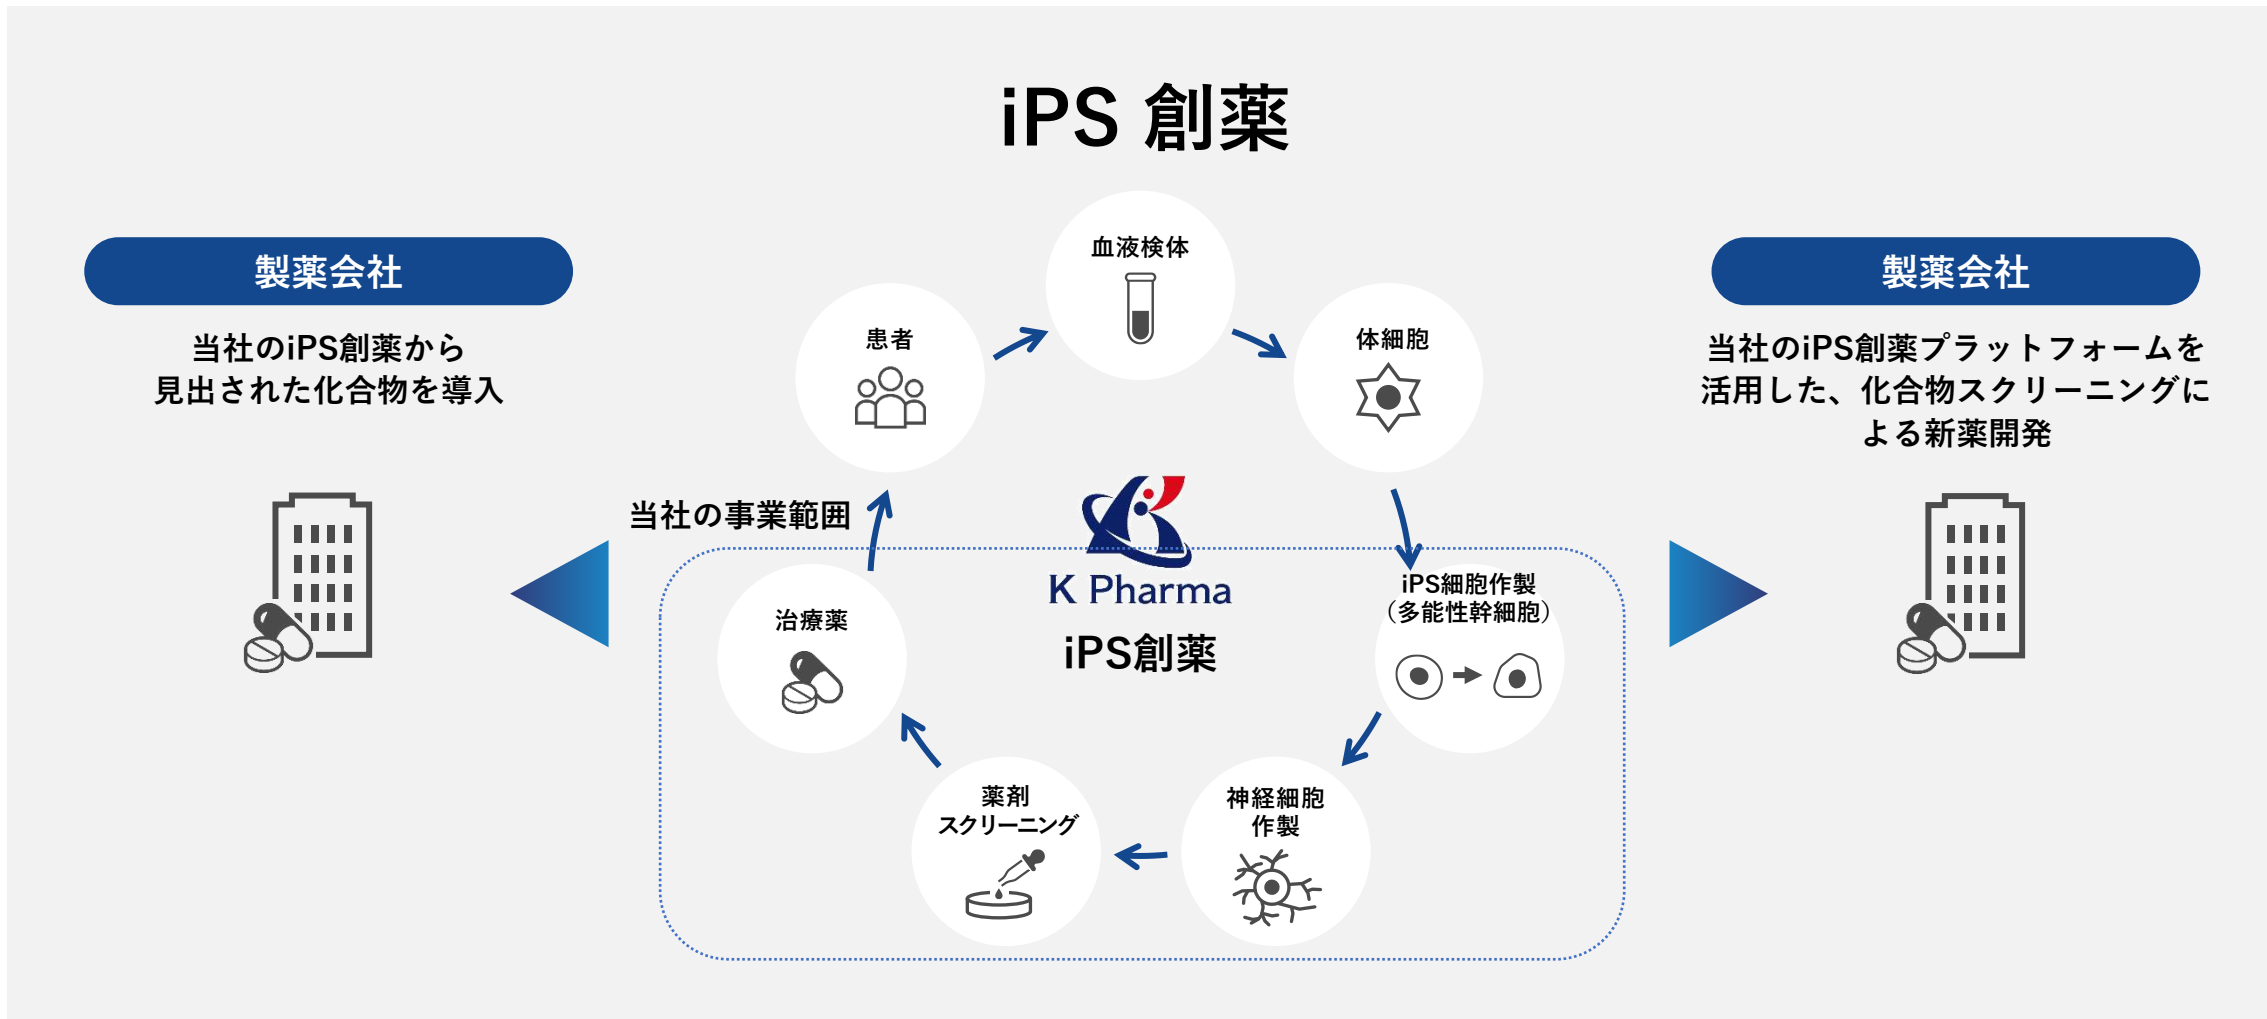 iPS 創薬
製薬会社
当社のiPS創薬から
見出された化合物を導入
血液検体
患者
体細胞
当社の事業範囲
K Pharma
iPS創薬
iPS細胞作製
（多能性幹細胞）
神経細胞
作製
薬剤
スクリーニング
治療薬
製薬会社
当社のiPS創薬プラットフォームを
活用した、化合物スクリーニングに
よる新薬開発